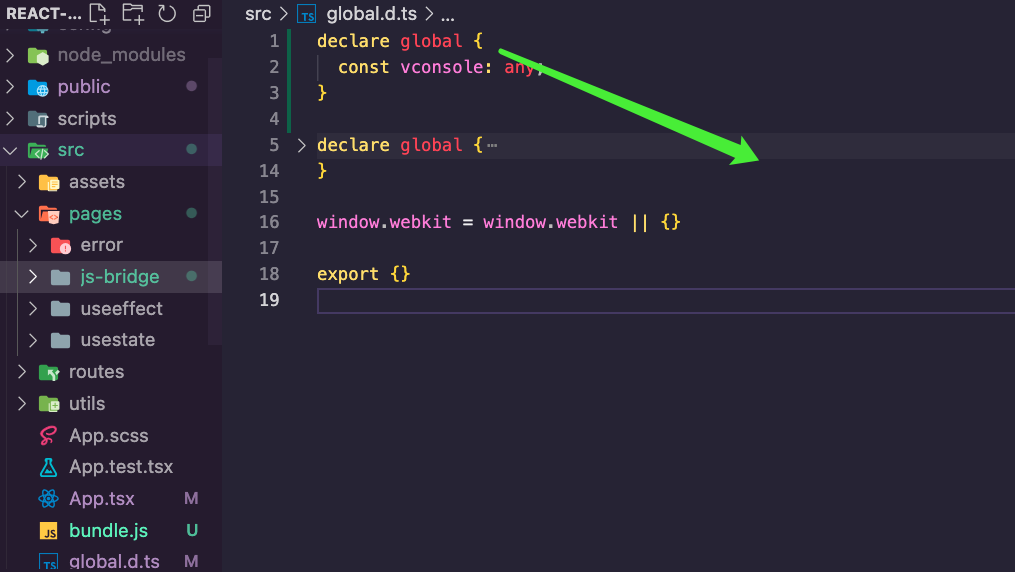 REACT-...
node_modules
public
scripts
src
assets
pages
error
js-bridge
useeffect
usestate
routes
utils
App.scss
App.test.tsx
App.tsx M
JS bundle.js U
TS global.d.ts M
src > TS global.d.ts > ...
1 declare global {
2 const vconsole: any;
3 }
4
5 declare global {⋯
14 }
15
16 window.webkit = window.webkit || {}
17
18 export {}
19